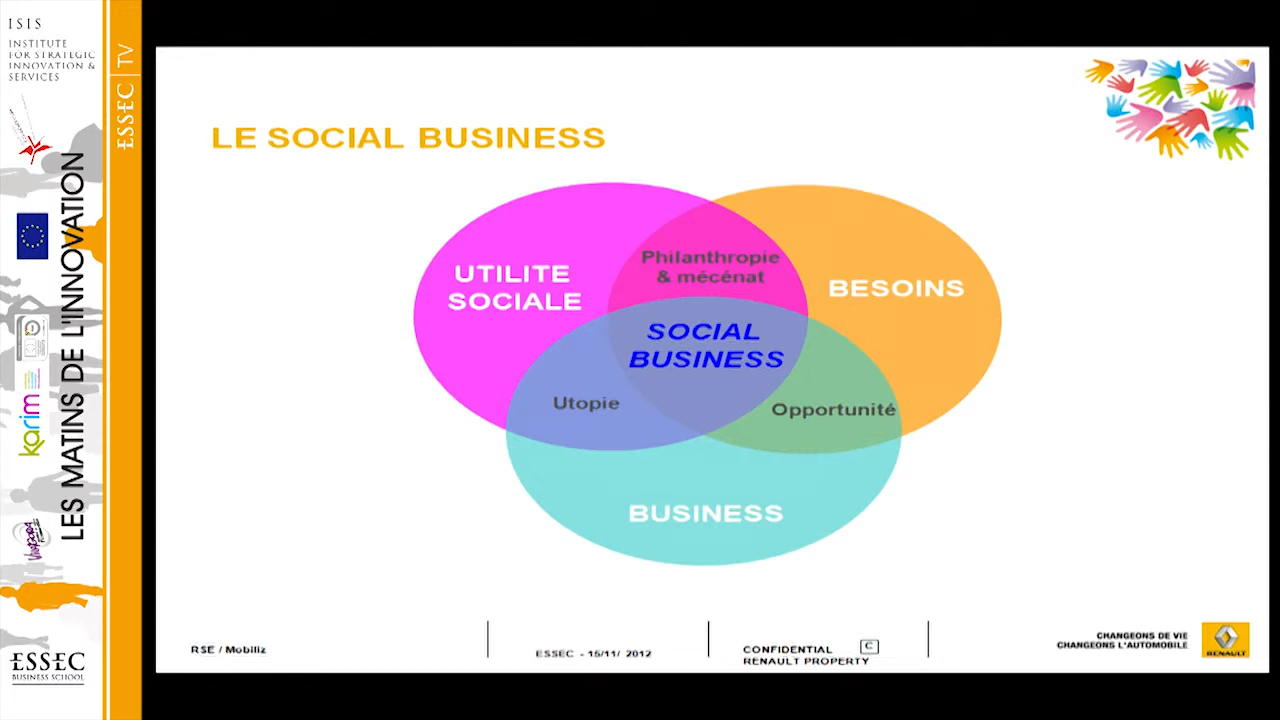 ISIS
INSTITUTE
FOR STRATEGIC
INNOVATION &
SERVICES
ESSEC | TV
LES MATINS DE L'INNOVATION
karim
ESSEC
BUSINESS SCHOOL
LE SOCIAL BUSINESS
UTILITE
SOCIALE
Philanthropie
& mécénat
BESOINS
SOCIAL
BUSINESS
Utopie
Opportunité
BUSINESS
RSE / Mobiliz
ESSEC - 15/11/ 2012
CONFIDENTIAL C
RENAULT PROPERTY
CHANGEONS DE VIE
CHANGEONS L'AUTOMOBILE
RENAULT